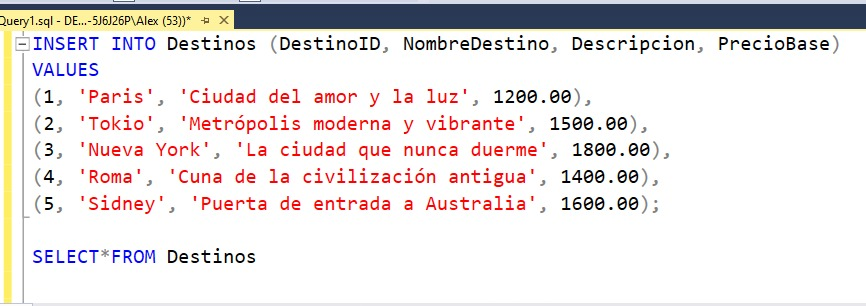 Query1.sql - DE...-5J6J26P\Alex (53))*
INSERT INTO Destinos (DestinoID, NombreDestino, Descripcion, PrecioBase)
VALUES
(1, 'Paris', 'Ciudad del amor y la luz', 1200.00),
(2, 'Tokio', 'Metrópolis moderna y vibrante', 1500.00),
(3, 'Nueva York', 'La ciudad que nunca duerme', 1800.00),
(4, 'Roma', 'Cuna de la civilización antigua', 1400.00),
(5, 'Sidney', 'Puerta de entrada a Australia', 1600.00);
SELECT*FROM Destinos